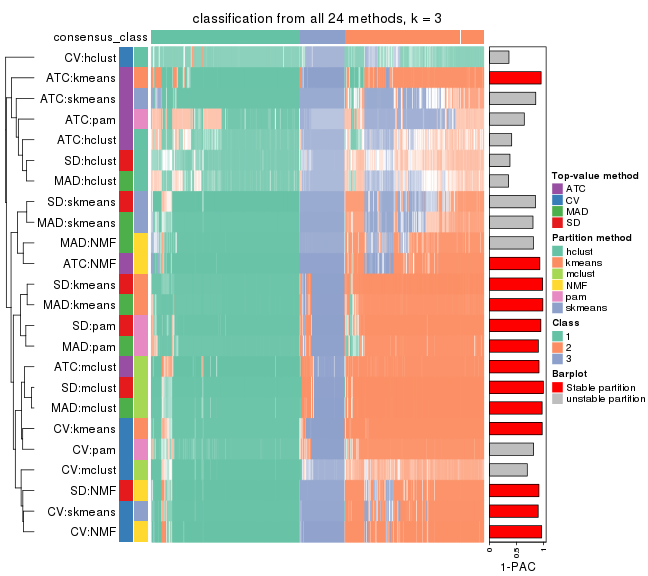 classification from all 24 methods, k = 3
consensus_class
CV:hclust
ATC:kmeans
ATC:skmeans
ATC:pam
ATC:hclust
SD:hclust
MAD:hclust
SD:skmeans
MAD:skmeans
MAD:NMF
ATC:NMF
SD:kmeans
MAD:kmeans
SD:pam
MAD:pam
ATC:mclust
SD:mclust
MAD:mclust
CV:kmeans
CV:pam
CV:mclust
SD:NMF
CV:skmeans
CV:NMF
0
0.5
1
1-PAC
Top-value method
ATC
CV
MAD
SD
Partition method
hclust
kmeans
mclust
NMF
pam
skmeans
Class
1
2
3
Barplot
Stable partition
unstable partition